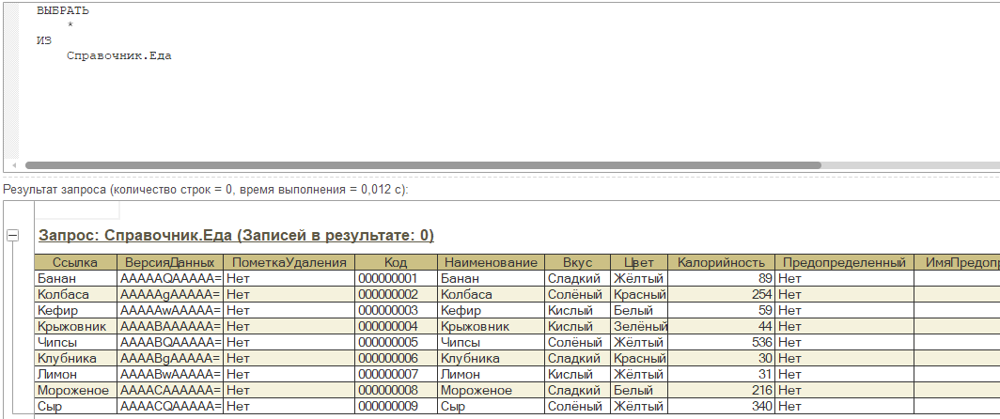 ВЫБРАТЬ
*
ИЗ
Справочник.Еда
Результат запроса (количество строк = 0, время выполнения = 0,012 с):
Запрос: Справочник.Еда (Записей в результате: 0)
Ссылка ВерсияДанных ПометкаУдаления Код Наименование Вкус Цвет Калорийность Предопределенный ИмяПредопр
Банан AAAAAQAAAAA= Нет 000000001 Банан Сладкий Жёлтый 89 Нет
Колбаса AAAAAgAAAAA= Нет 000000002 Колбаса Солёный Красный 254 Нет
Кефир AAAAAwAAAAA= Нет 000000003 Кефир Кислый Белый 59 Нет
Крыжовник AAAABAAAAAA= Нет 000000004 Крыжовник Кислый Зелёный 44 Нет
Чипсы AAAABQAAAAA= Нет 000000005 Чипсы Солёный Жёлтый 536 Нет
Клубника AAAABgAAAAA= Нет 000000006 Клубника Сладкий Красный 30 Нет
Лимон AAAABwAAAAA= Нет 000000007 Лимон Кислый Жёлтый 31 Нет
Мороженое AAAACAAAAAA= Нет 000000008 Мороженое Сладкий Белый 216 Нет
Сыр AAAACQAAAAA= Нет 000000009 Сыр Солёный Жёлтый 340 Нет